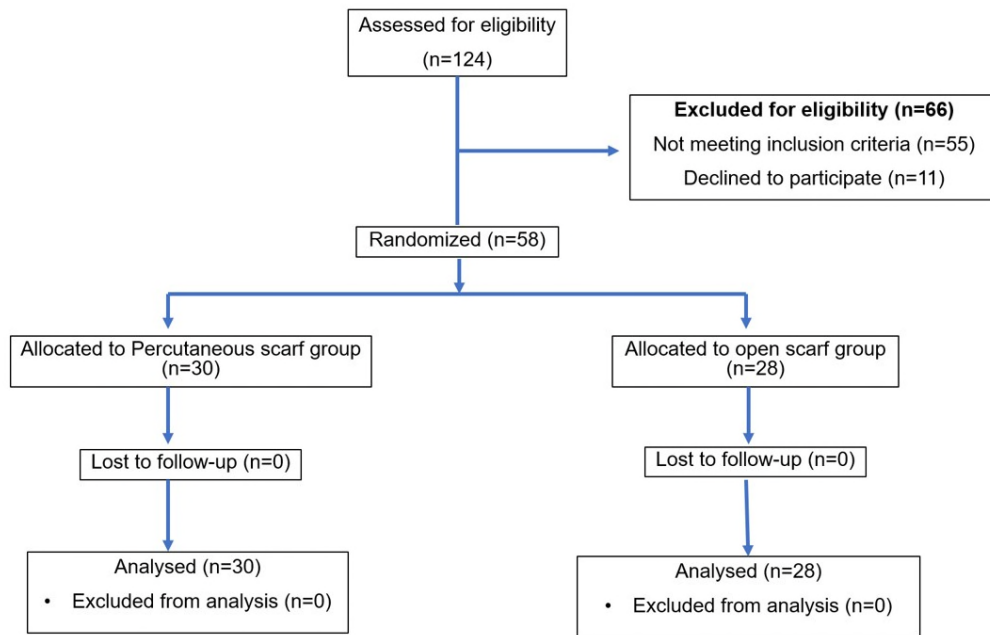 Assessed for eligibility
(n=124)
Excluded for eligibility (n=66)
Not meeting inclusion criteria (n=55)
Declined to participate (n=11)
Randomized (n=58)
Allocated to Percutaneous scarf group
(n=30)
Allocated to open scarf group
(n=28)
Lost to follow-up (n=0)
Lost to follow-up (n=0)
Analysed (n=30)
• Excluded from analysis (n=0)
Analysed (n=28)
• Excluded from analysis (n=0)